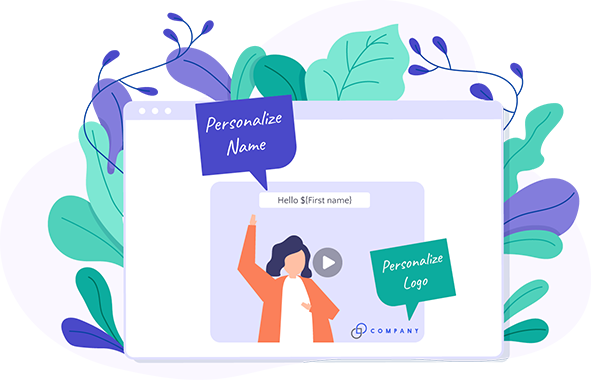 Personalize
Name
Hello ${First name}
Personalize
Logo
COMPANY